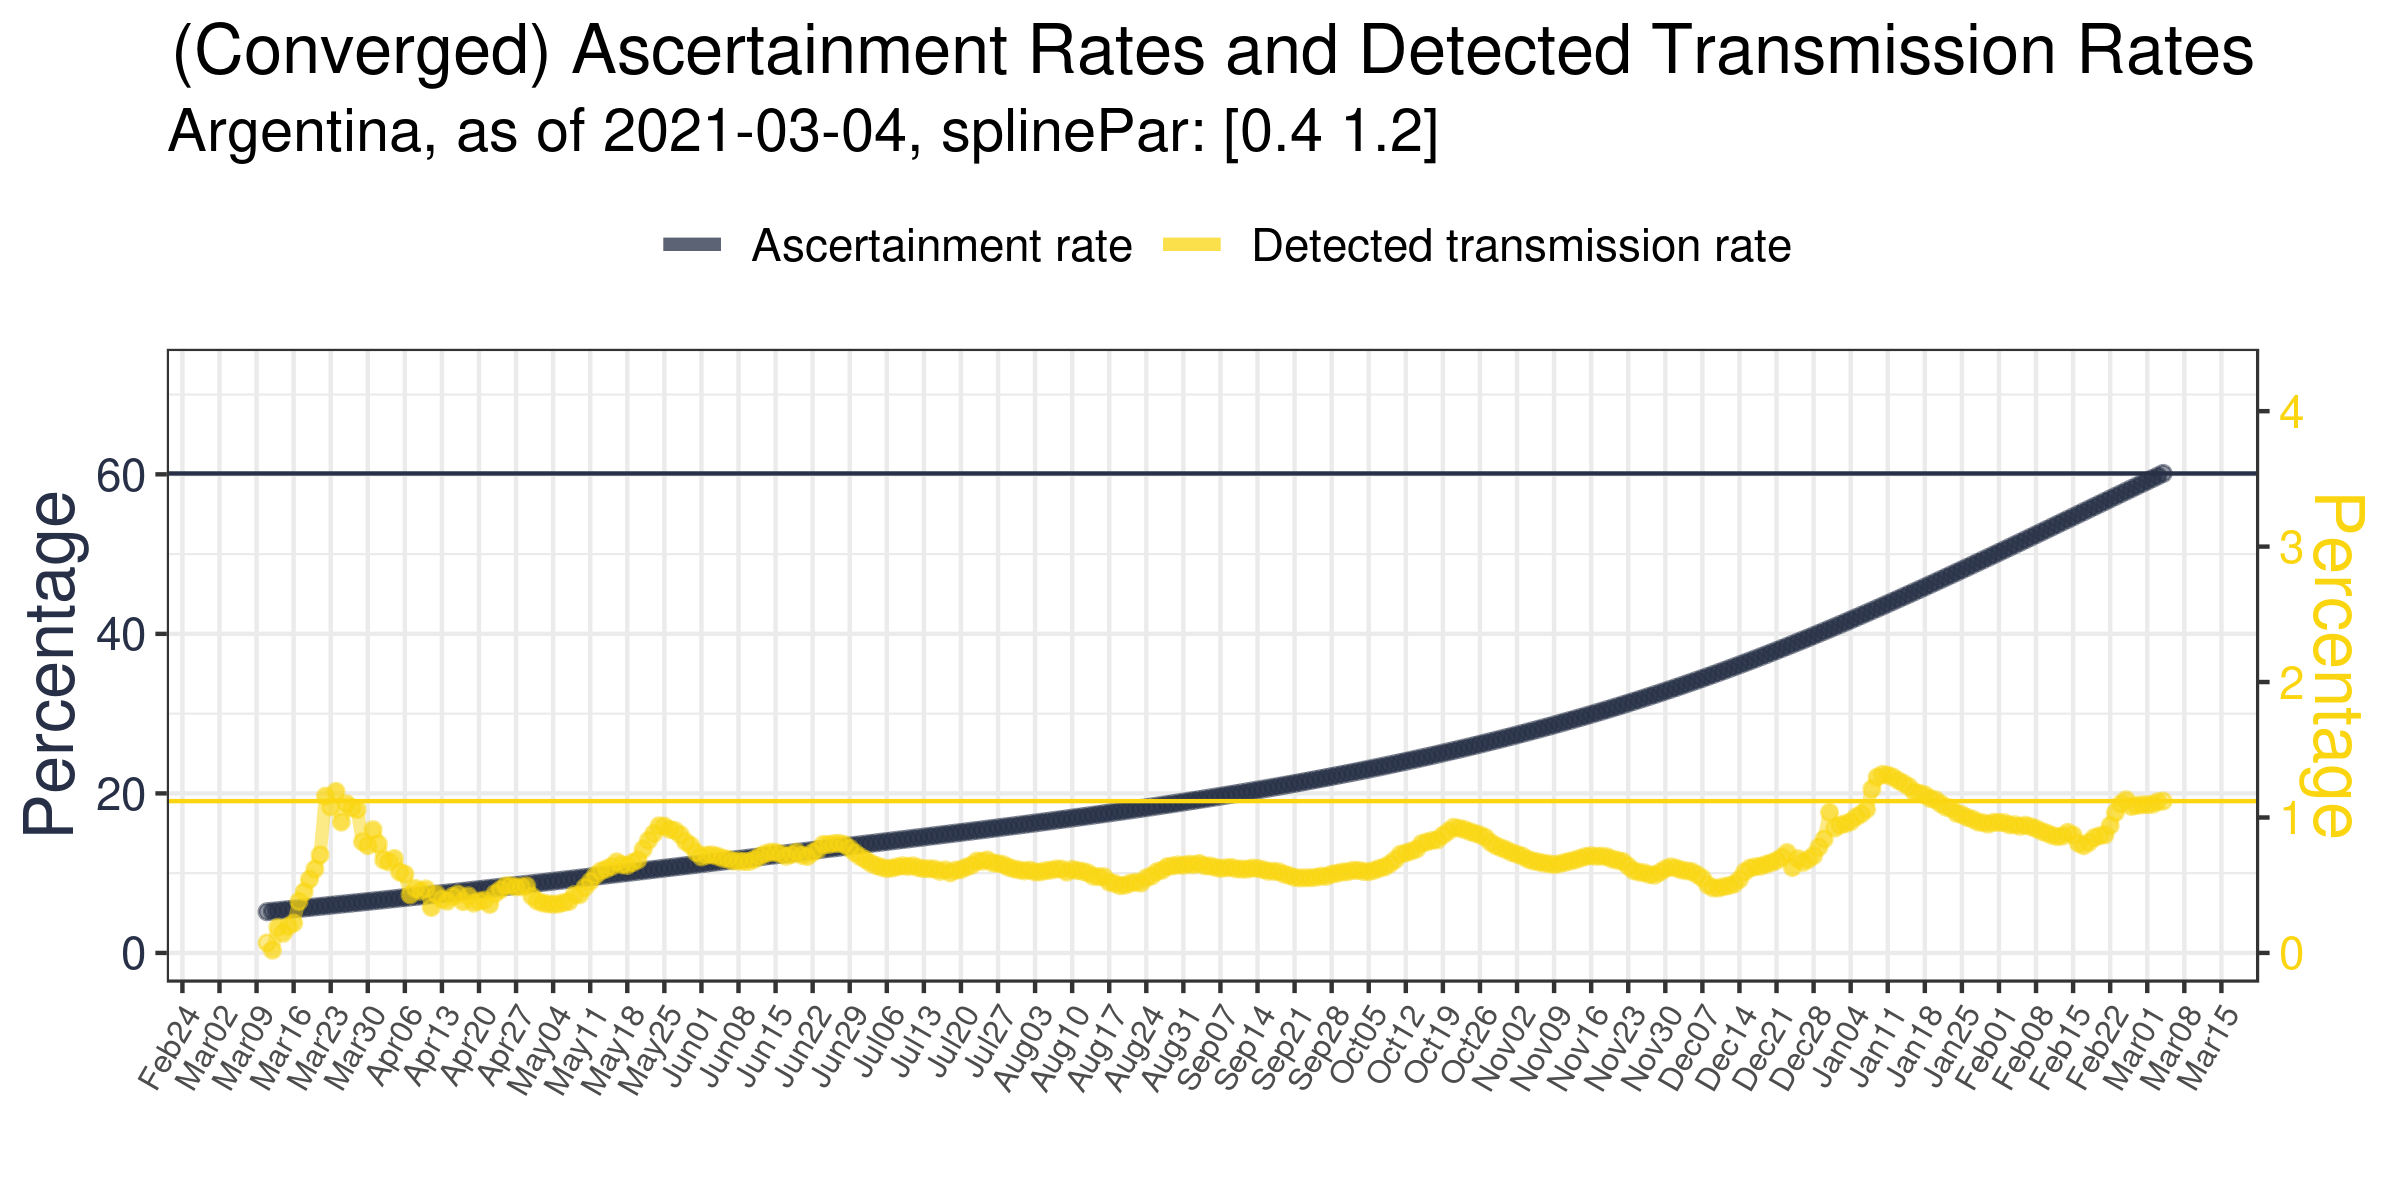 (Converged) Ascertainment Rates and Detected Transmission Rates
Argentina, as of 2021-03-04, splinePar: [0.4 1.2]
Ascertainment rate Detected transmission rate
Percentage
60
40
20
0
4
3
2
1
0
Percentage
Feb24 Mar02 Mar09 Mar16 Mar23 Mar30 Apr06 Apr13 Apr20 Apr27 May04 May11 May18 May25 Jun01 Jun08 Jun15 Jun22 Jun29 Jul06 Jul13 Jul20 Jul27 Aug03 Aug10 Aug17 Aug24 Aug31 Sep07 Sep14 Sep21 Sep28 Oct05 Oct12 Oct19 Oct26 Nov02 Nov09 Nov16 Nov23 Nov30 Dec07 Dec14 Dec21 Dec28 Jan04 Jan11 Jan18 Jan25 Feb01 Feb08 Feb15 Feb22 Mar01 Mar08 Mar15